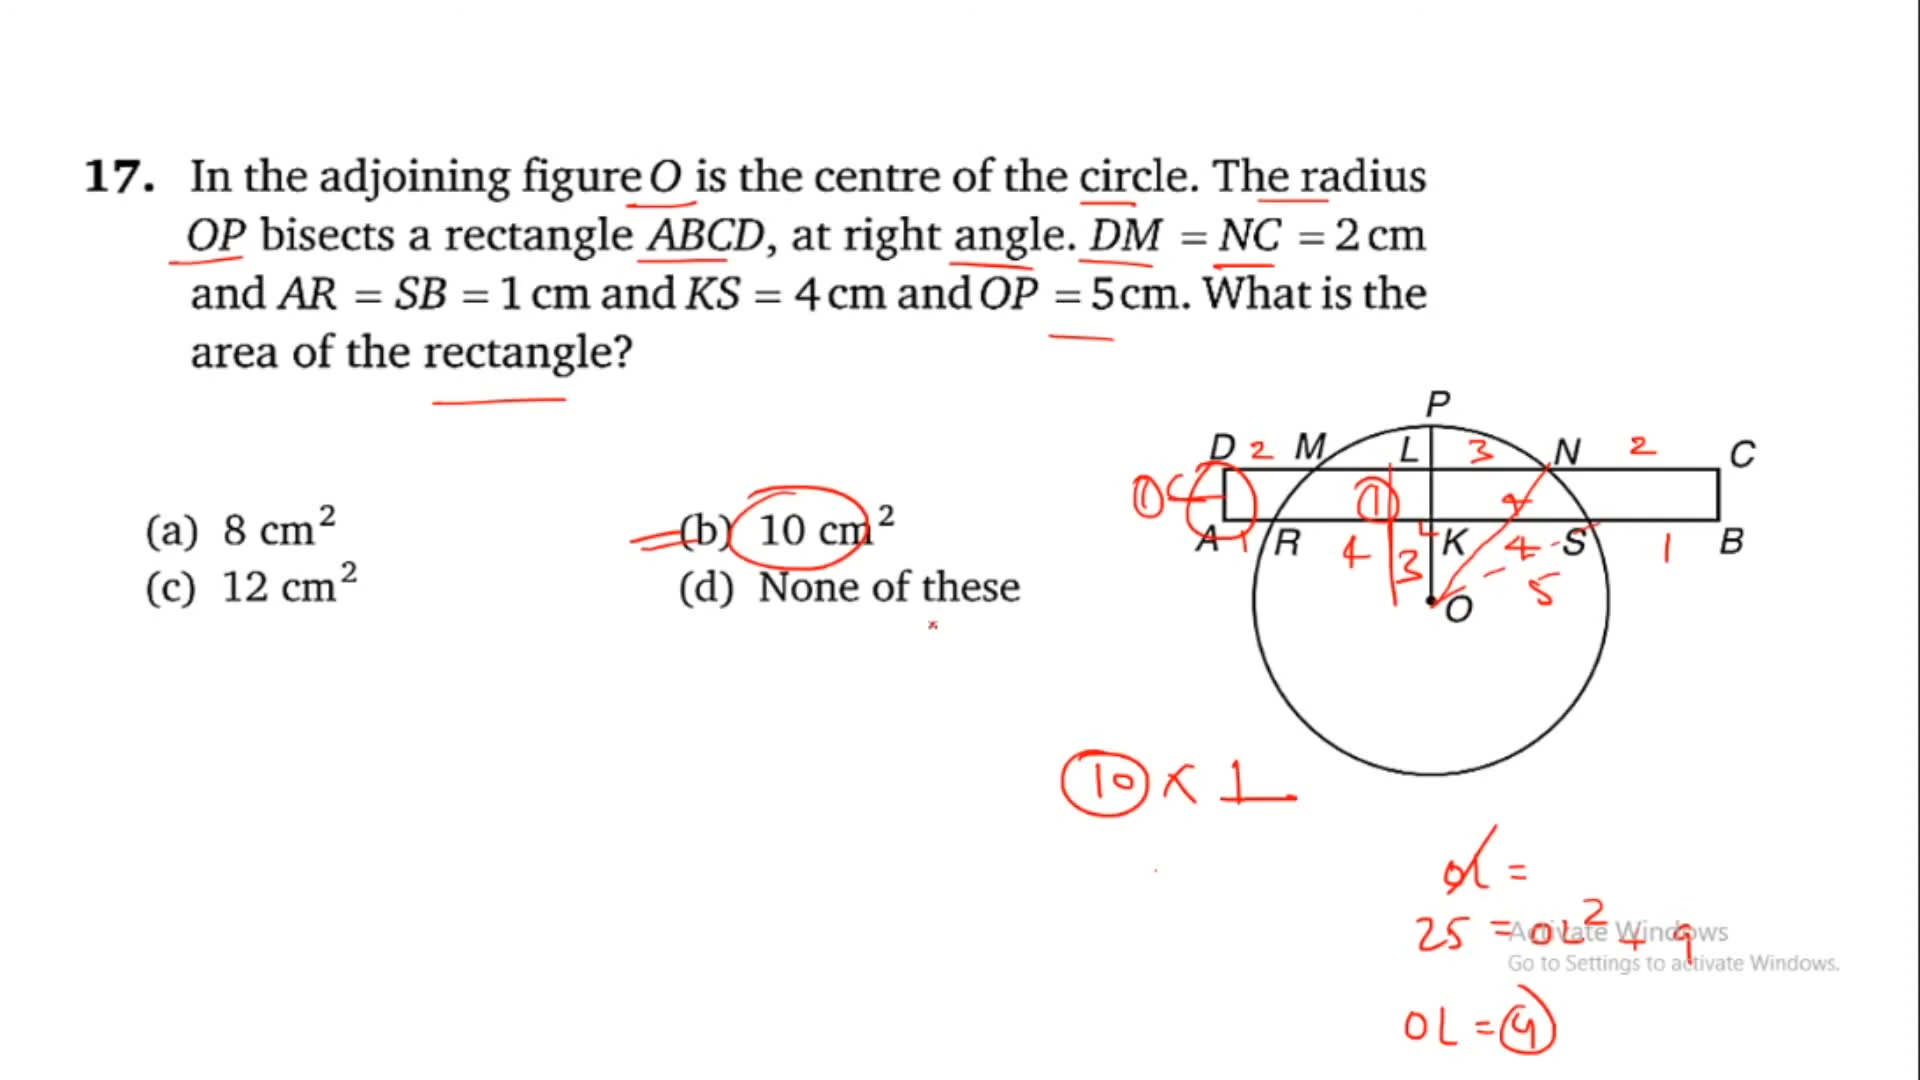 17. In the adjoining figure O is the centre of the circle. The radius
OP bisects a rectangle ABCD, at right angle. DM = NC = 2 cm
and AR = SB = 1 cm and KS = 4 cm and OP = 5 cm. What is the
area of the rectangle?
P
D 2 M L 3 N 2 C
1 1 4
A 1 R 4 3 K 4 S 1 B
5
O
(a) 8 cm² (b) 10 cm²
(c) 12 cm² (d) None of these
10 × 1
OL =
25 = OL² + 9
Activate Windows
Go to Settings to activate Windows.
OL = 4